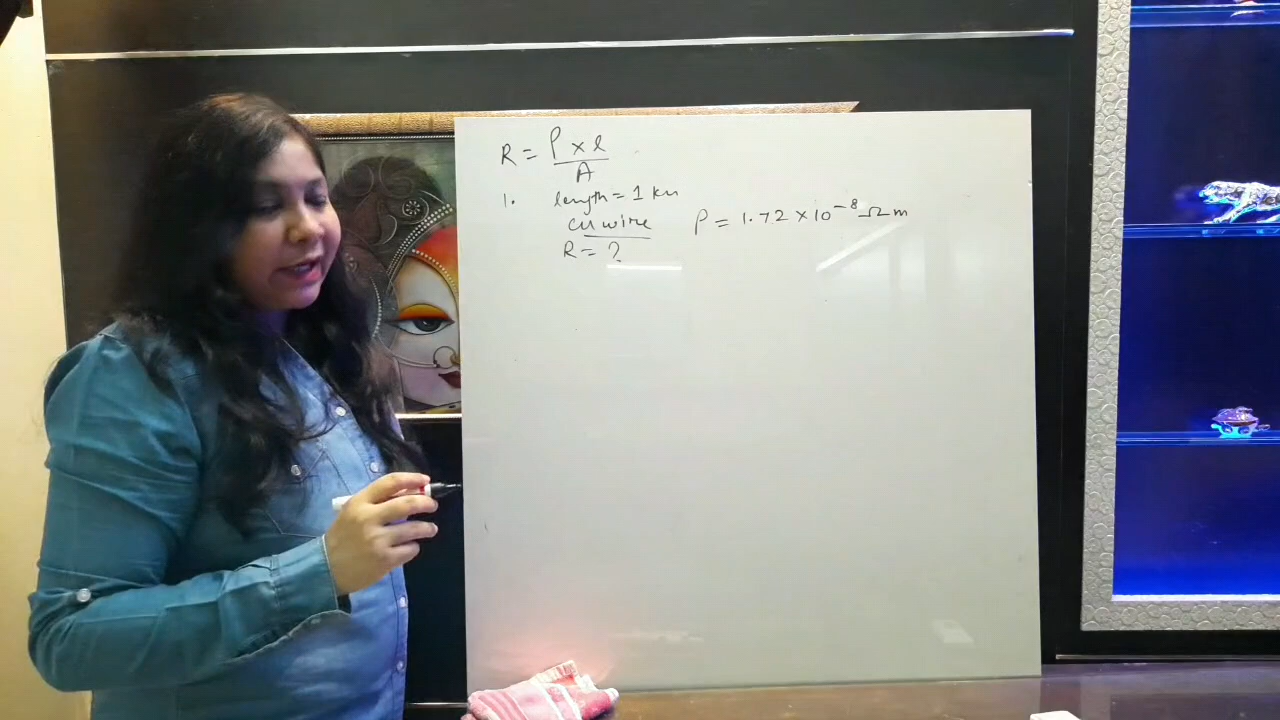 R = ρ x l / A
1. length = 1 km
cu wire ρ = 1.72 x 10⁻⁸ Ω m
R = ?